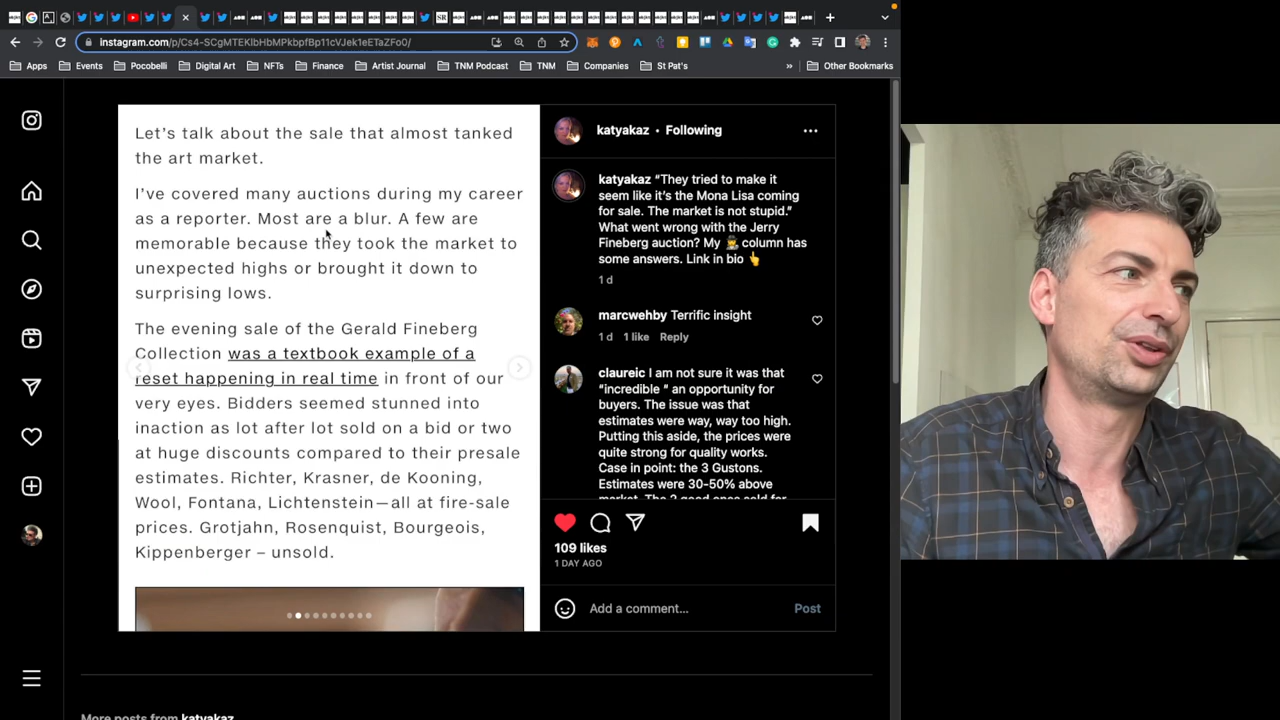 instagram.com/p/Cs4-SCgMTEKlbHbMPkbpfBp11cVJek1eETaZFo0/
Apps
Events
Pocobelli
Digital Art
NFTs
Finance
Artist Journal
TNM Podcast
TNM
Companies
St Pat's
»
Other Bookmarks
Let's talk about the sale that almost tanked
the art market.
I've covered many auctions during my career
as a reporter. Most are a blur. A few are
memorable because they took the market to
unexpected highs or brought it down to
surprising lows.
The evening sale of the Gerald Fineberg
Collection was a textbook example of a
reset happening in real time in front of our
very eyes. Bidders seemed stunned into
inaction as lot after lot sold on a bid or two
at huge discounts compared to their presale
estimates. Richter, Krasner, de Kooning,
Wool, Fontana, Lichtenstein—all at fire-sale
prices. Grotjahn, Rosenquist, Bourgeois,
Kippenberger – unsold.
katyakaz • Following
katyakaz “They tried to make it
seem like it's the Mona Lisa coming
for sale. The market is not stupid.”
What went wrong with the Jerry
Fineberg auction? My column has
some answers. Link in bio
1 d
marcwehby Terrific insight
1 d 1 like Reply
claureic I am not sure it was that
“incredible “ an opportunity for
buyers. The issue was that
estimates were way, way too high.
Putting this aside, the prices were
quite strong for quality works.
Case in point: the 3 Gustons.
Estimates were 30-50% above
market. The 2 good ones sold for
109 likes
1 DAY AGO
Add a comment...
Post
More posts from katyakaz